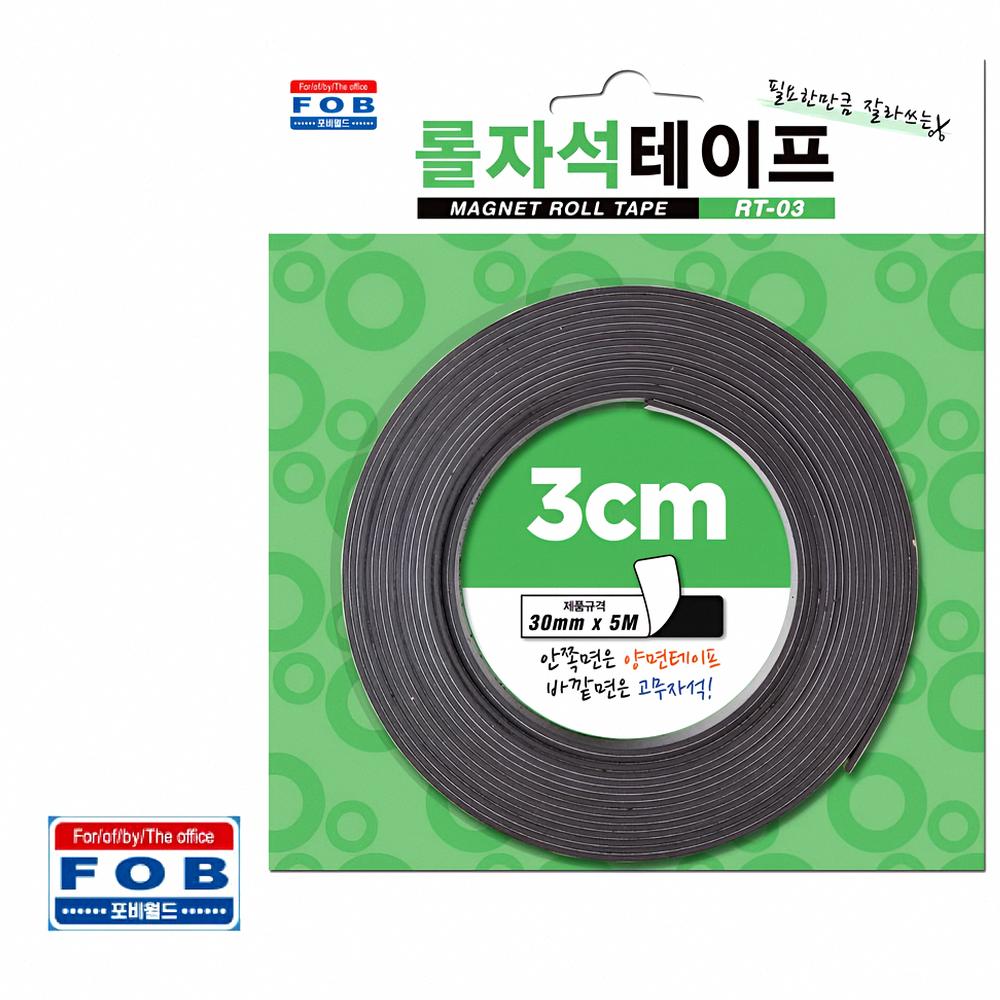 For/of/by/The office
FOB
포비월드
필요한만큼 잘라쓰는
롤자석테이프
MAGNET ROLL TAPE RT-03
3cm
제품규격
30mm x 5M
안쪽면은 양면테이프
바깥면은 고무자석!
For/of/by/The office
FOB
포비월드